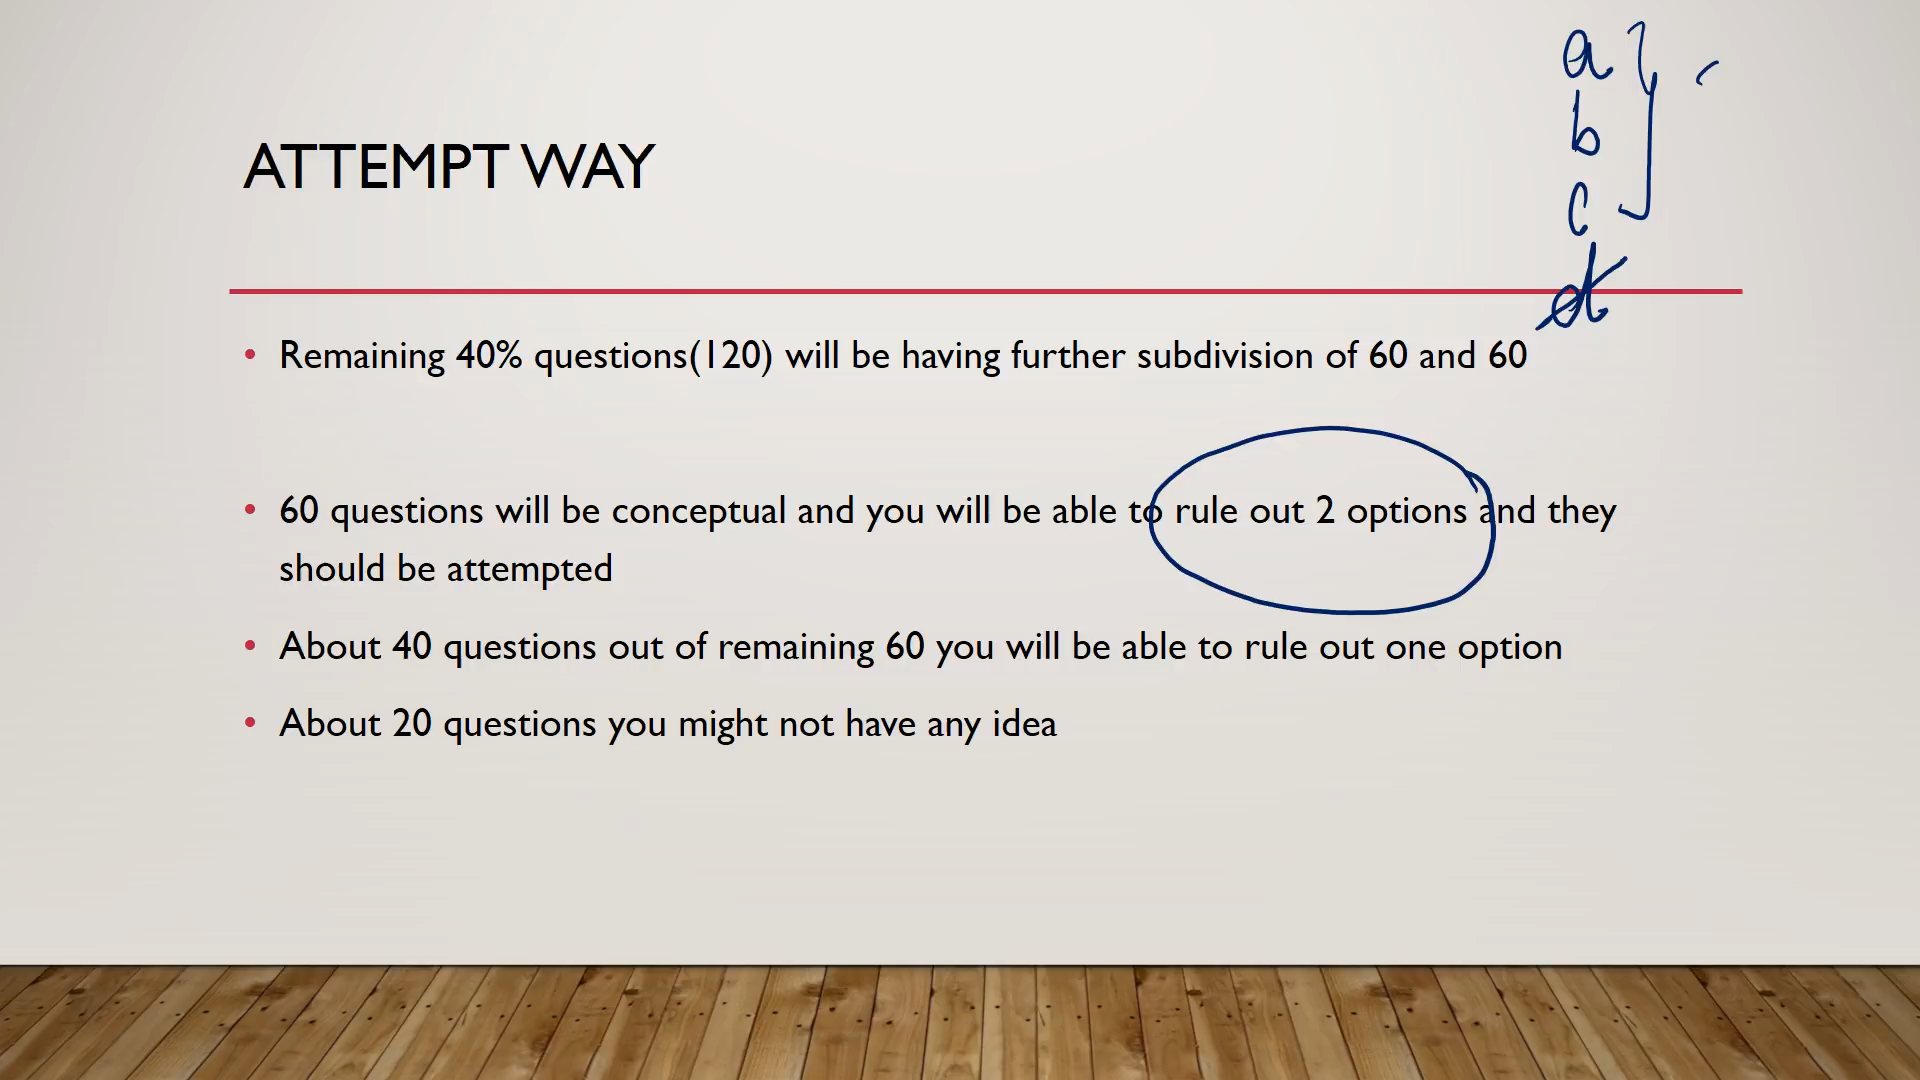 a
b
c
d
ATTEMPT WAY
• Remaining 40% questions(120) will be having further subdivision of 60 and 60
• 60 questions will be conceptual and you will be able to rule out 2 options and they
should be attempted
• About 40 questions out of remaining 60 you will be able to rule out one option
• About 20 questions you might not have any idea